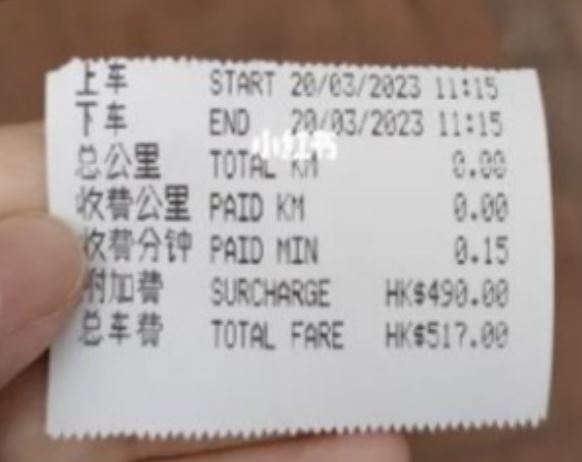 上车 START 20/03/2023 11:15
下车 END 20/03/2023 11:15
小红书
总公里 TOTAL KM 0.00
收费公里 PAID KM 0.00
收费分钟 PAID MIN 0.15
附加费 SURCHARGE HK$490.00
总车费 TOTAL FARE HK$517.00